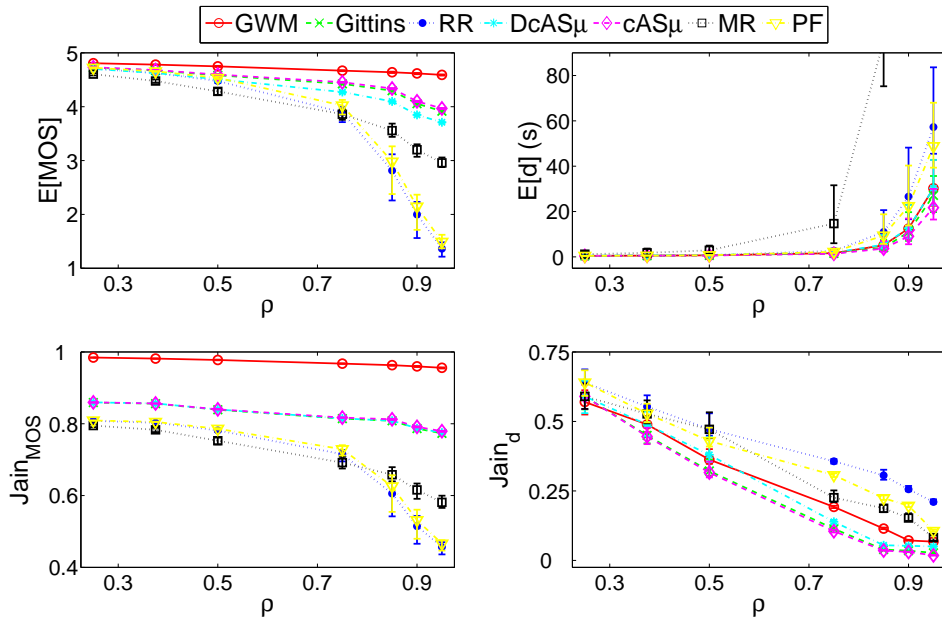 GWM Gittins RR DcASμ cASμ MR PF
5
4
3
2
1
E[MOS]
0.3 0.5 0.7 0.9
ρ
80
60
40
20
0
E[d] (s)
0.3 0.5 0.7 0.9
ρ
1
0.8
0.6
0.4
Jain_MOS
0.3 0.5 0.7 0.9
ρ
0.75
0.5
0.25
0
Jain_d
0.3 0.5 0.7 0.9
ρ